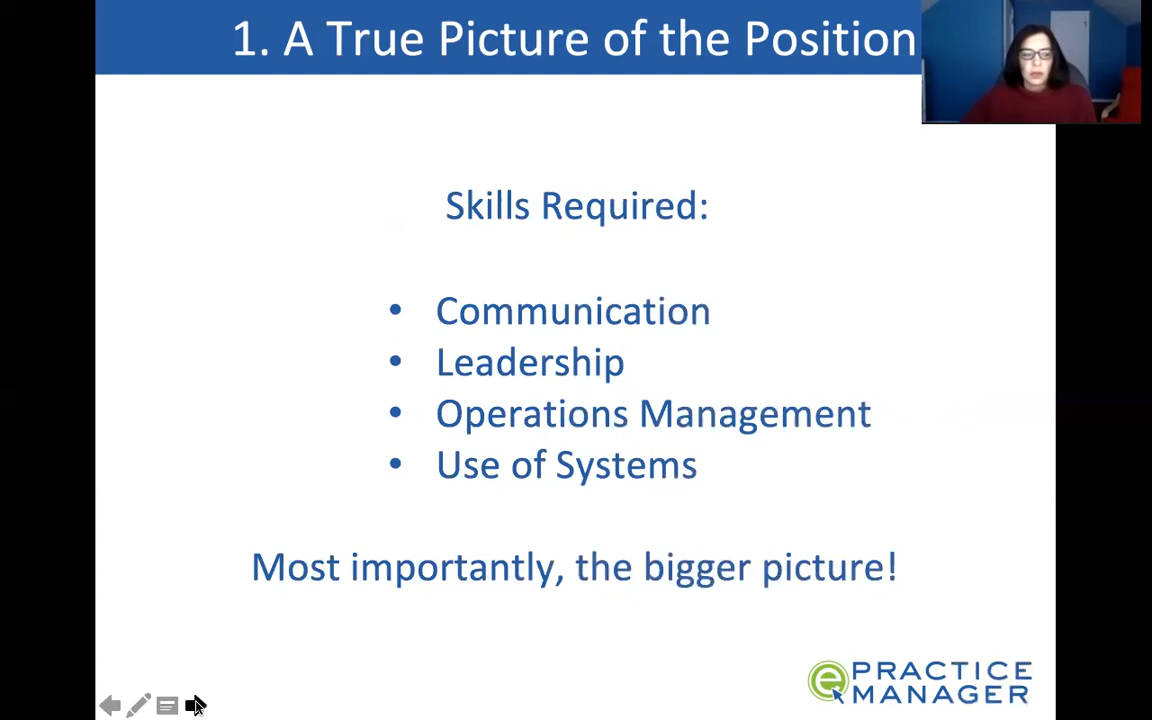 1. A True Picture of the Position
Skills Required:
• Communication
• Leadership
• Operations Management
• Use of Systems
Most importantly, the bigger picture!
e PRACTICE
MANAGER